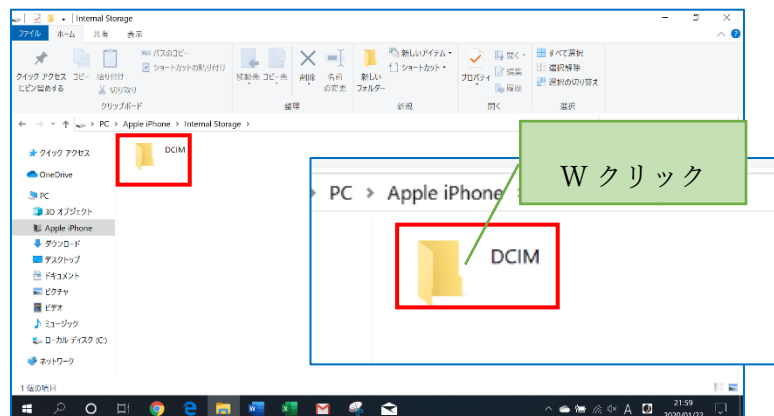 Internal Storage
ファイル ホーム 共有 表示
クイック アクセス にピン留めする
コピー
貼り付け
パスのコピー
ショートカットの貼り付け
切り取り
クリップボード
移動先 コピー先 削除 名前の変更
整理
新しいフォルダー
新しいアイテム
ショートカット
新規
プロパティ
開く
編集
履歴
開く
すべて選択
選択解除
選択の切り替え
選択
PC > Apple iPhone > Internal Storage >
クイック アクセス
OneDrive
PC
3D オブジェクト
Apple iPhone
ダウンロード
デスクトップ
ドキュメント
ピクチャ
ビデオ
ミュージック
ローカル ディスク (C:)
ネットワーク
DCIM
PC > Apple iPhone
DCIM
W クリック
1 個の項目
A
21:59
2020/01/22